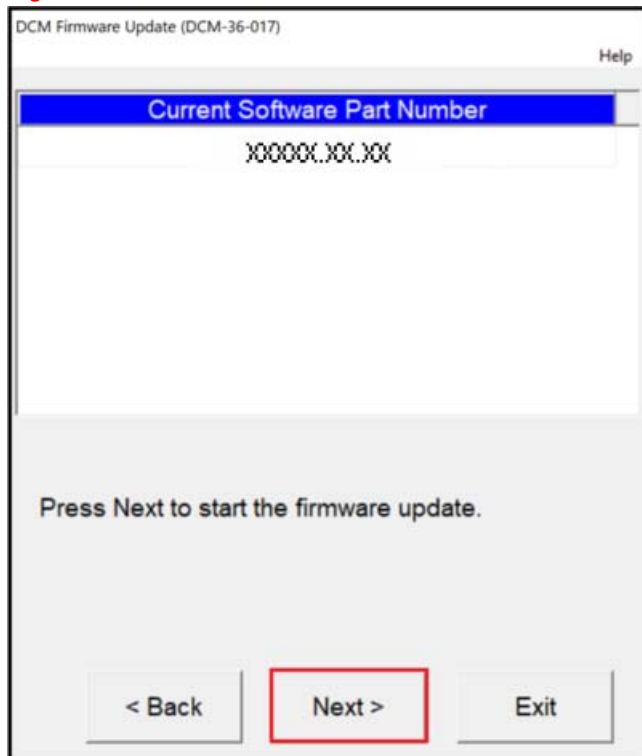 DCM Firmware Update (DCM-36-017)
Help
Current Software Part Number
XXXXX.XX.XX
Press Next to start the firmware update.
< Back
Next >
Exit